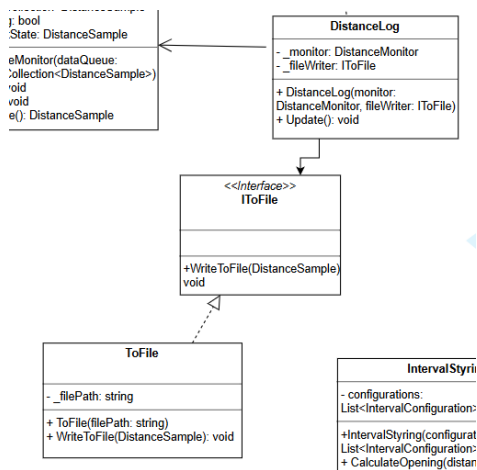 : DistanceSample
: bool
State: DistanceSample
eMonitor(dataQueue:
Collection<DistanceSample>)
void
void
e(): DistanceSample
DistanceLog
- _monitor: DistanceMonitor
- _fileWriter: IToFile
+ DistanceLog(monitor:
DistanceMonitor, fileWriter: IToFile)
+ Update(): void
<<Interface>>
IToFile
+WriteToFile(DistanceSample)
void
ToFile
- _filePath: string
+ ToFile(filePath: string)
+ WriteToFile(DistanceSample): void
IntervalStyri
- configurations:
List<IntervalConfiguration>
+IntervalStyring(configurat
List<IntervalConfiguration>
+ CalculateOpening(distan